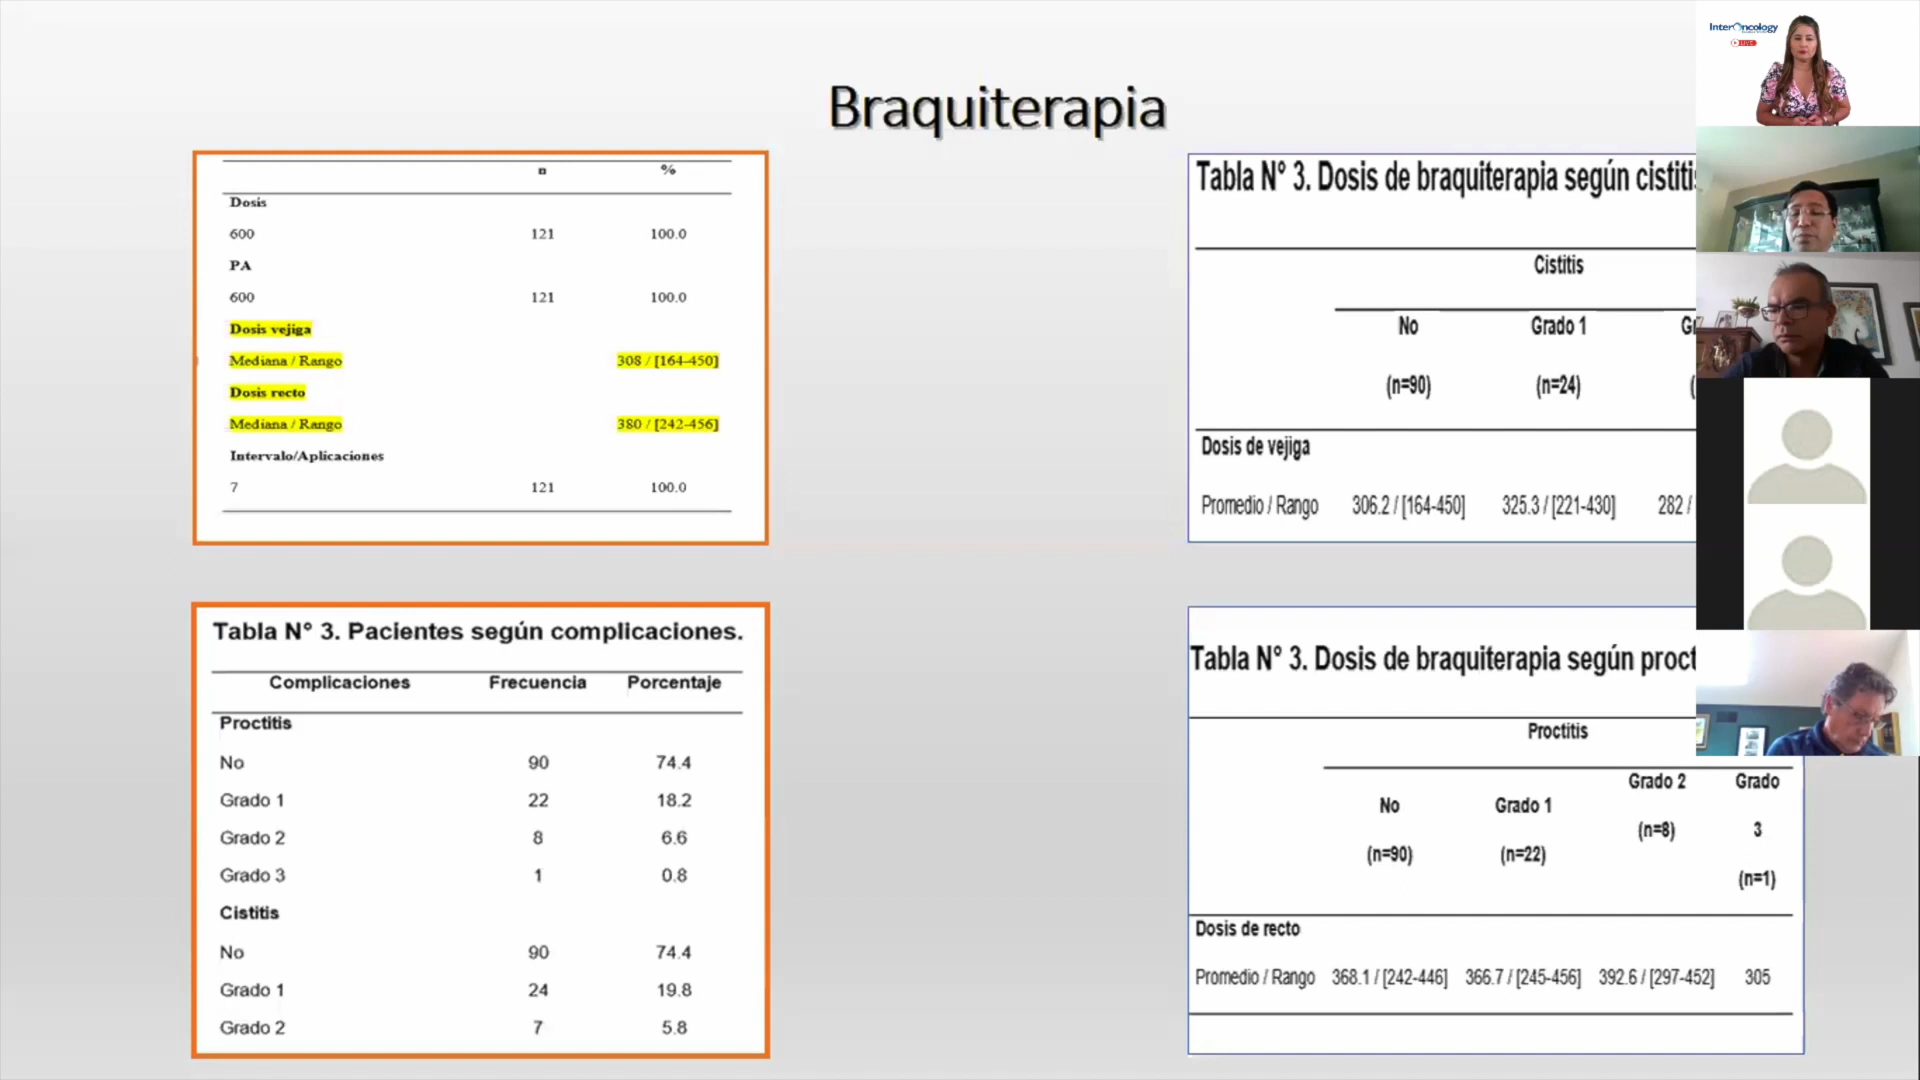 Braquiterapia
n %
Dosis
600 121 100.0
PA
600 121 100.0
Dosis vejiga
Mediana / Rango 308 / [164-450]
Dosis recto
Mediana / Rango 380 / [242-456]
Intervalo/Aplicaciones
7 121 100.0
Tabla N° 3. Dosis de braquiterapia según
Cistitis
No Grado 1
(n=90) (n=24)
Dosis de vejiga
Promedio / Rango 306.2 / [164-450] 325.3 / [221-430] 282 /
Tabla N° 3. Pacientes según complicaciones.
Complicaciones Frecuencia Porcentaje
Proctitis
No 90 74.4
Grado 1 22 18.2
Grado 2 8 6.6
Grado 3 1 0.8
Cistitis
No 90 74.4
Grado 1 24 19.8
Grado 2 7 5.8
Tabla N° 3. Dosis de braquiterapia según
Proctitis
No Grado 1 Grado 2 Grado 3
(n=90) (n=22) (n=8) (n=1)
Dosis de recto
Promedio / Rango 368.1 / [242-446] 366.7 / [245-456] 392.6 / [297-452] 305
InterOncology
LIVE